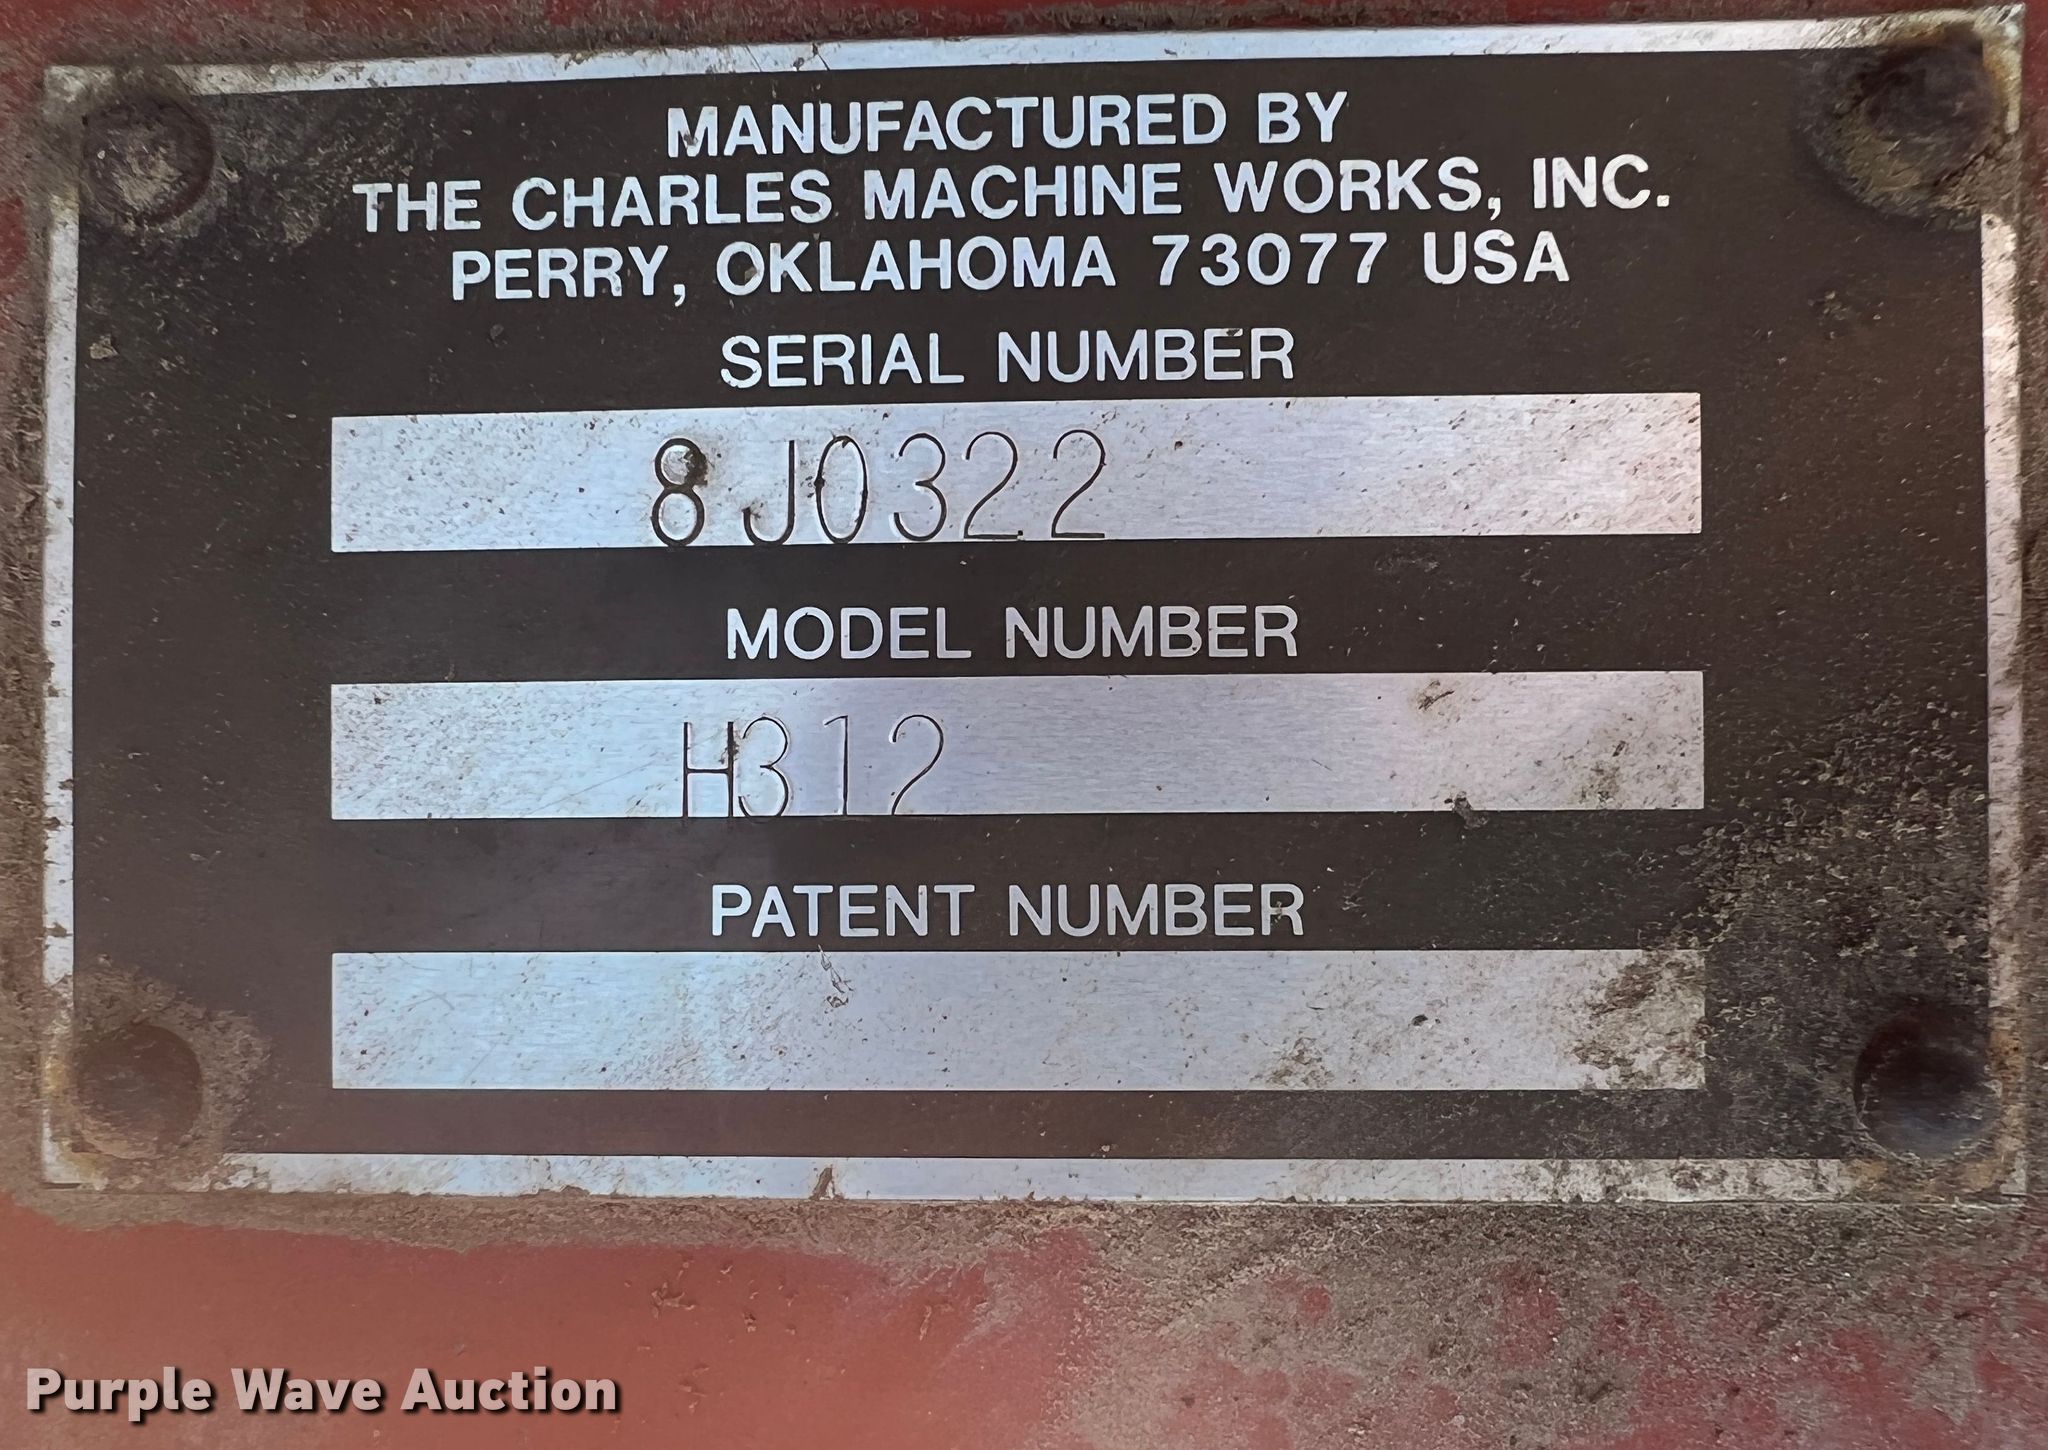 MANUFACTURED BY
THE CHARLES MACHINE WORKS, INC.
PERRY, OKLAHOMA 73077 USA
SERIAL NUMBER
8J0322
MODEL NUMBER
H312
PATENT NUMBER
Purple Wave Auction